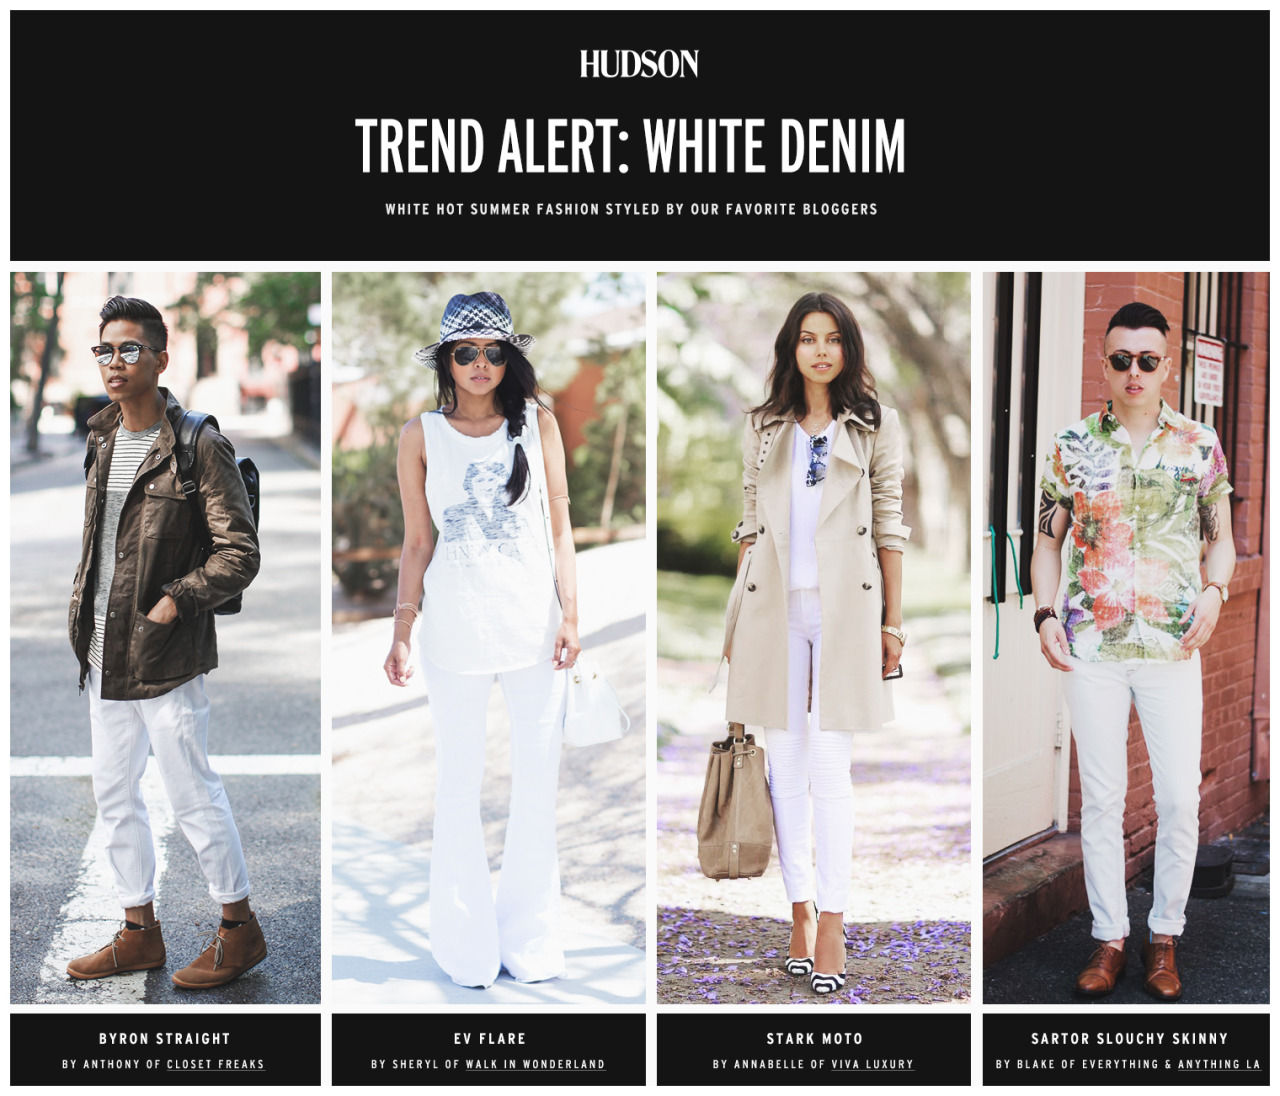 HUDSON
TREND ALERT: WHITE DENIM
WHITE HOT SUMMER FASHION STYLED BY OUR FAVORITE BLOGGERS
BYRON STRAIGHT
BY ANTHONY OF CLOSET FREAKS
EV FLARE
BY SHERYL OF WALK IN WONDERLAND
STARK MOTO
BY ANNABELLE OF VIVA LUXURY
SARTOR SLOUCHY SKINNY
BY BLAKE OF EVERYTHING & ANYTHING LA